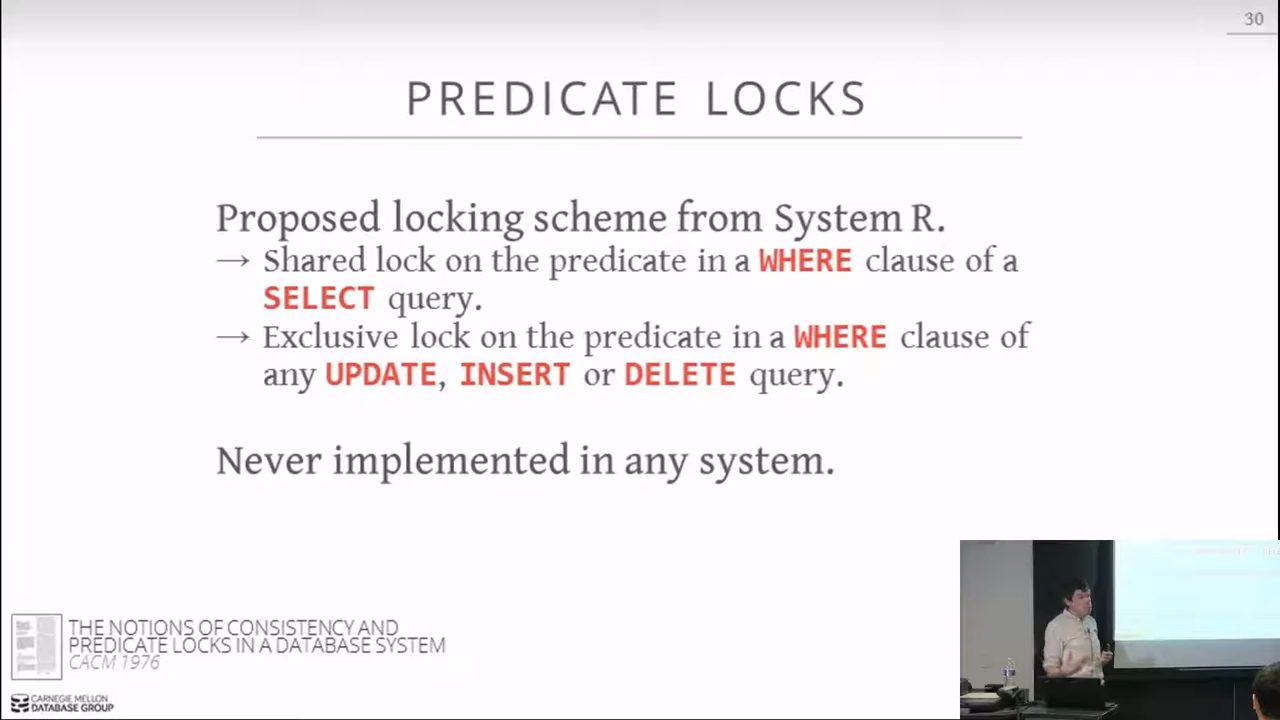 30
PREDICATE LOCKS
Proposed locking scheme from System R.
→ Shared lock on the predicate in a WHERE clause of a
SELECT query.
→ Exclusive lock on the predicate in a WHERE clause of
any UPDATE, INSERT or DELETE query.
Never implemented in any system.
THE NOTIONS OF CONSISTENCY AND
PREDICATE LOCKS IN A DATABASE SYSTEM
CACM 1976
CARNEGIE MELLON
DATABASE GROUP